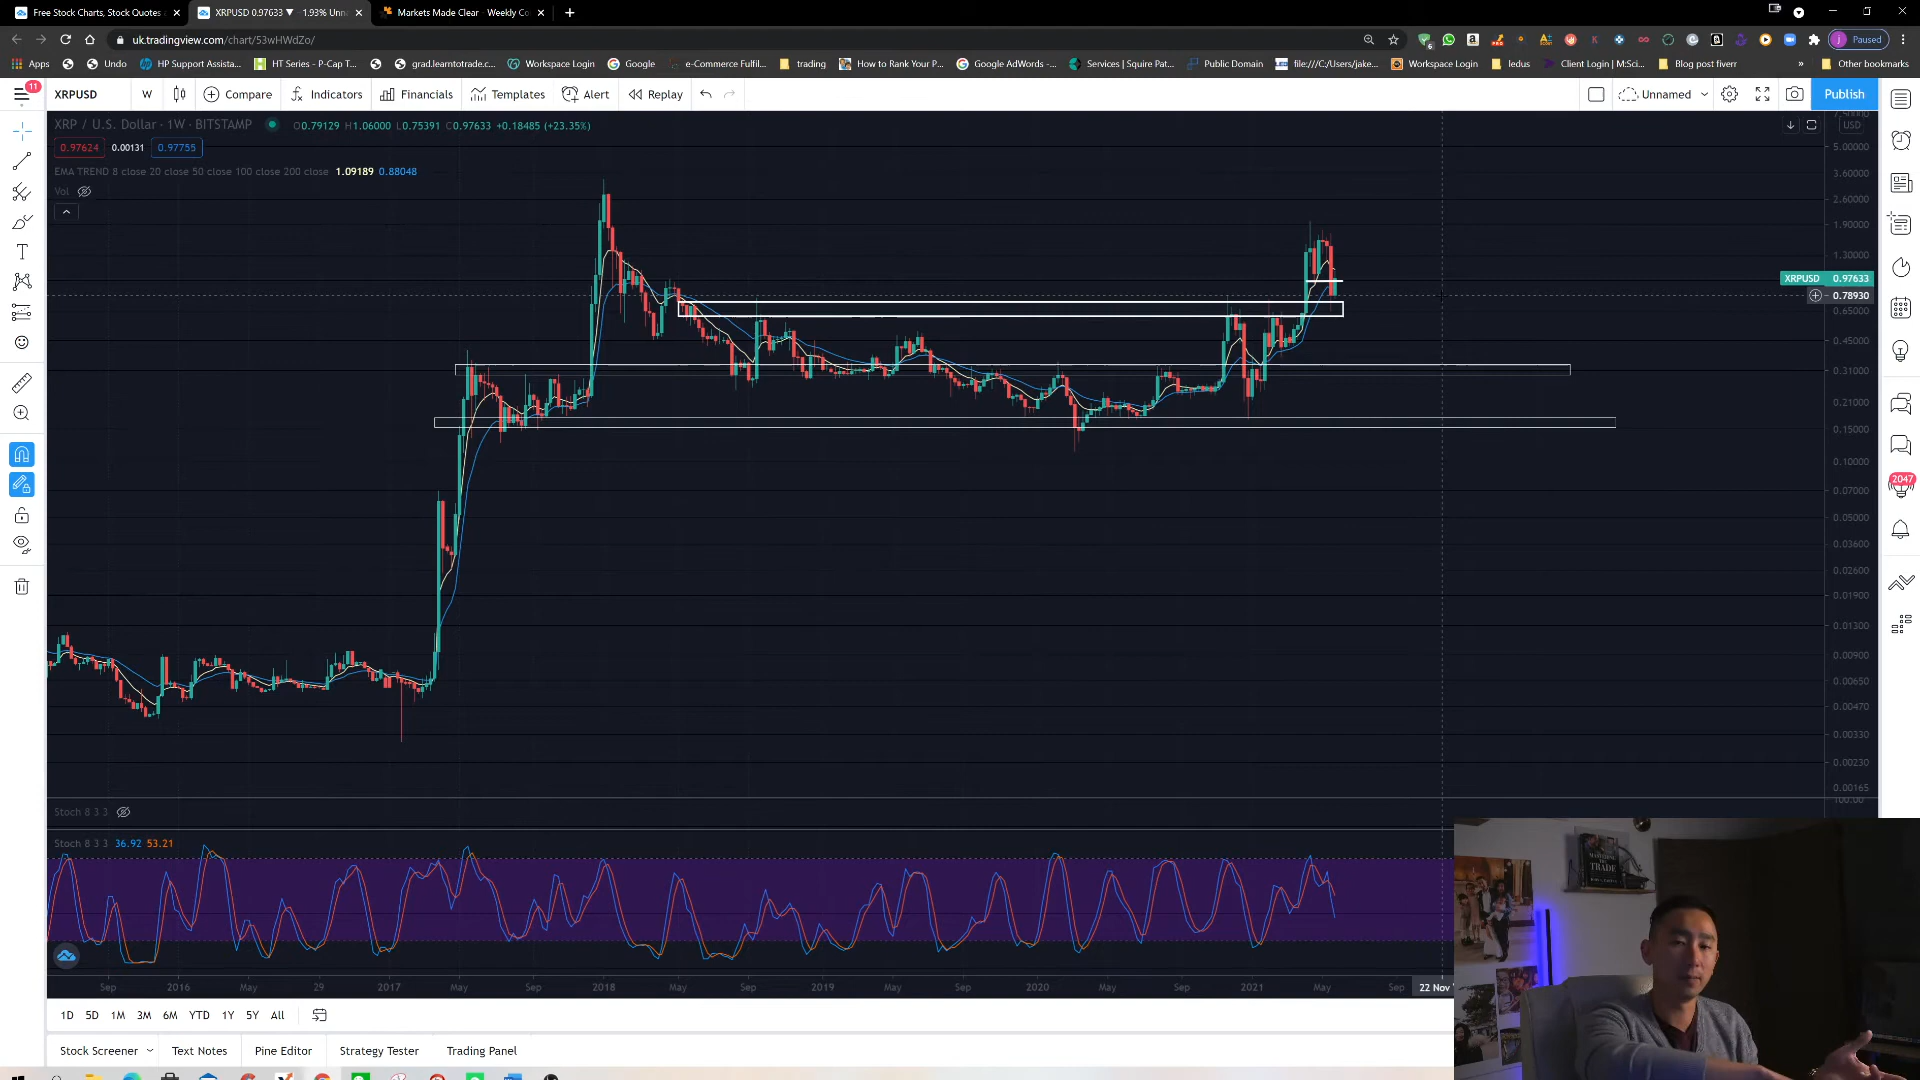 Free Stock Charts, Stock Quotes
XRPUSD 0.97633 ▼ −1.93% Unna
Markets Made Clear - Weekly Co
uk.tradingview.com/chart/53wHWdZo/
Paused
Apps
Undo
HP Support Assista...
HT Series - P-Cap T...
grad.learntotrade.c...
Workspace Login
Google
e-Commerce Fulfil...
trading
How to Rank Your P...
Google AdWords -...
Services | Squire Pat...
Public Domain
file:///C:/Users/jake...
Workspace Login
ledus
Client Login | M:Sci...
Blog post fiverr
»
Other bookmarks
11
XRPUSD
W
Compare
Indicators
Financials
Templates
Alert
Replay
Unnamed
Publish
XRP / U.S. Dollar · 1W · BITSTAMP
O0.79129 H1.06000 L0.75391 C0.97633 +0.18485 (+23.35%)
USD
0.97624 0.00131 0.97755
EMA TREND 8 close 20 close 50 close 100 close 200 close 1.09189 0.88048
Vol
7.50000
5.00000
3.60000
2.60000
1.90000
1.30000
XRPUSD 0.97633
0.78930
0.65000
0.45000
0.31000
0.21000
0.15000
0.10000
0.07000
0.05000
0.03600
0.02600
0.01900
0.01300
0.00900
0.00650
0.00470
0.00330
0.00230
0.00165
100.00
2047
Stoch 8 3 3
Stoch 8 3 3 36.92 53.21
Sep 2016 May 29 2017 May Sep 2018 May Sep 2019 May Sep 2020 May Sep 2021 May Sep 22 Nov
1D 5D 1M 3M 6M YTD 1Y 5Y All
Stock Screener
Text Notes
Pine Editor
Strategy Tester
Trading Panel
TRADE